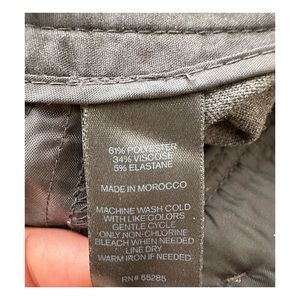 61% POLYESTER
34% VISCOSE
5% ELASTANE
MADE IN MOROCCO
MACHINE WASH COLD
WITH LIKE COLORS
GENTLE CYCLE
ONLY NON-CHLORINE
BLEACH WHEN NEEDED
LINE DRY
WARM IRON IF NEEDED
RN# 55285